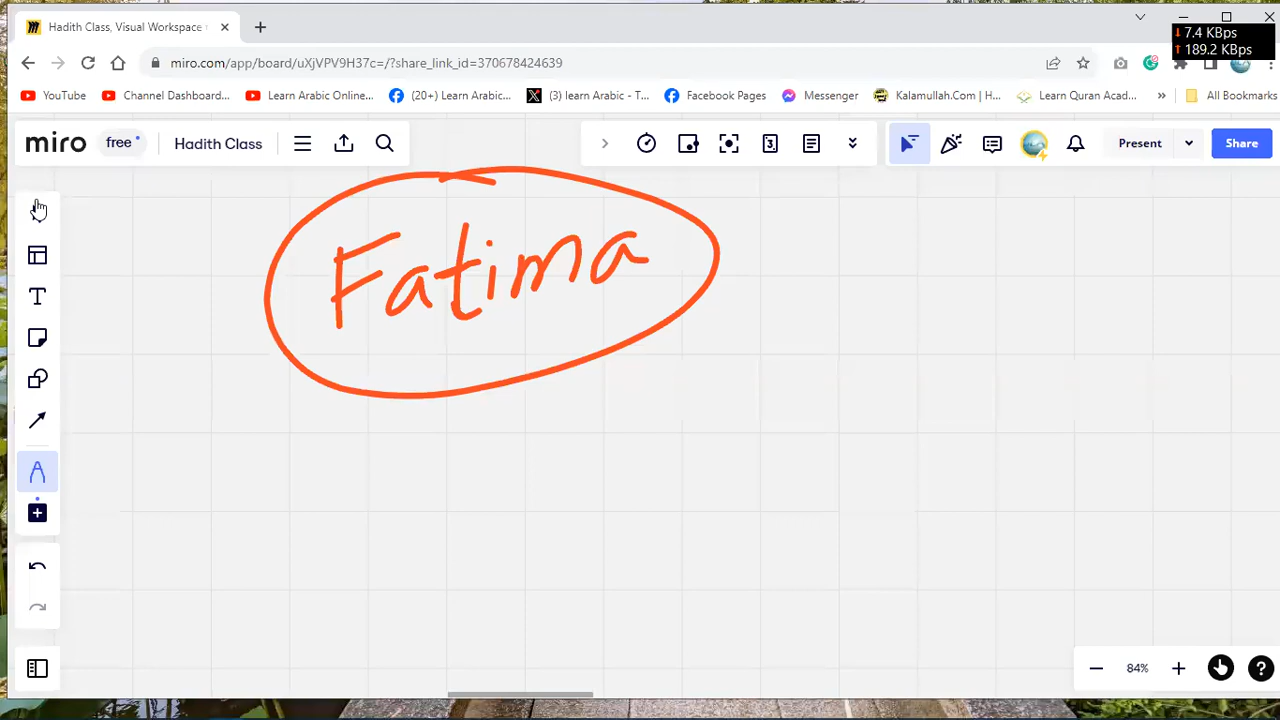 Hadith Class, Visual Workspace
7.4 KBps
189.2 KBps
miro.com/app/board/uXjVPV9H37c=/?share_link_id=370678424639
YouTube
Channel Dashboard...
Learn Arabic Online...
(20+) Learn Arabic...
(3) learn Arabic - T...
Facebook Pages
Messenger
Kalamullah.Com | H...
Learn Quran Acad...
»
All Bookmarks
miro
free
Hadith Class
Present
Share
Fatima
84%